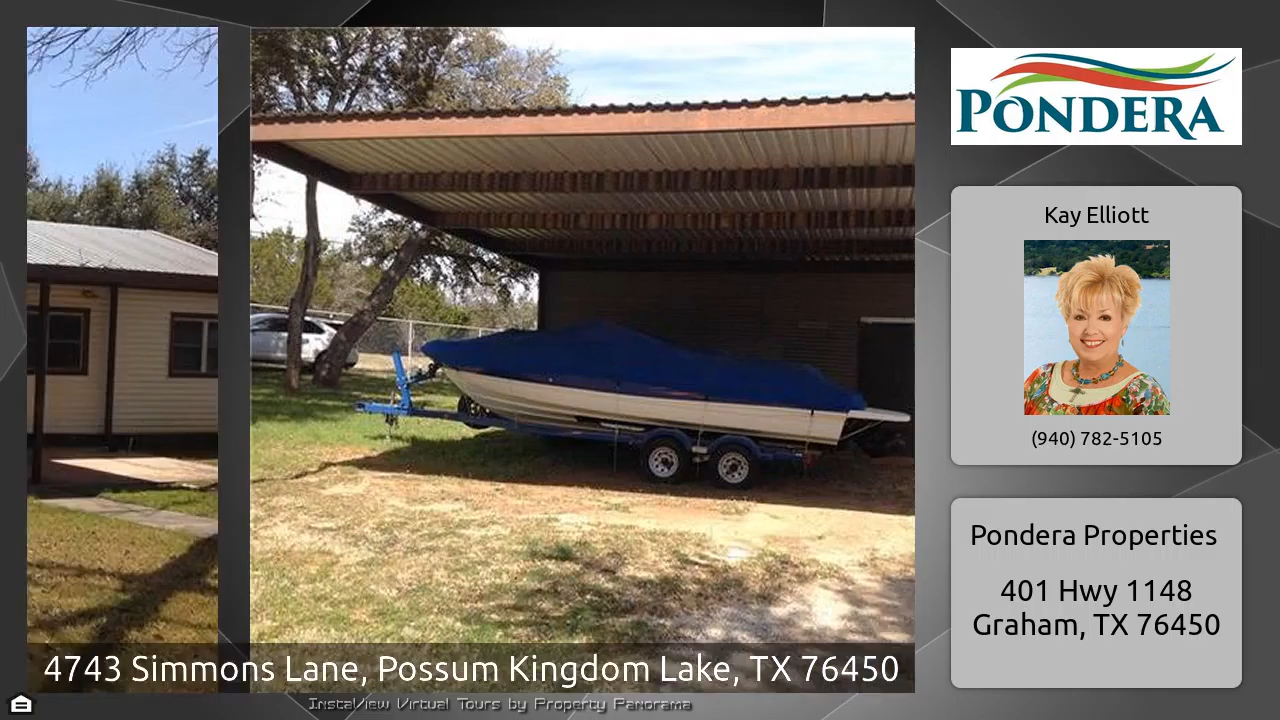 4743 Simmons Lane, Possum Kingdom Lake, TX 76450
InstaView Virtual Tours by Property Panorama
PONDERA
Kay Elliott
(940) 782-5105
Pondera Properties
401 Hwy 1148
Graham, TX 76450